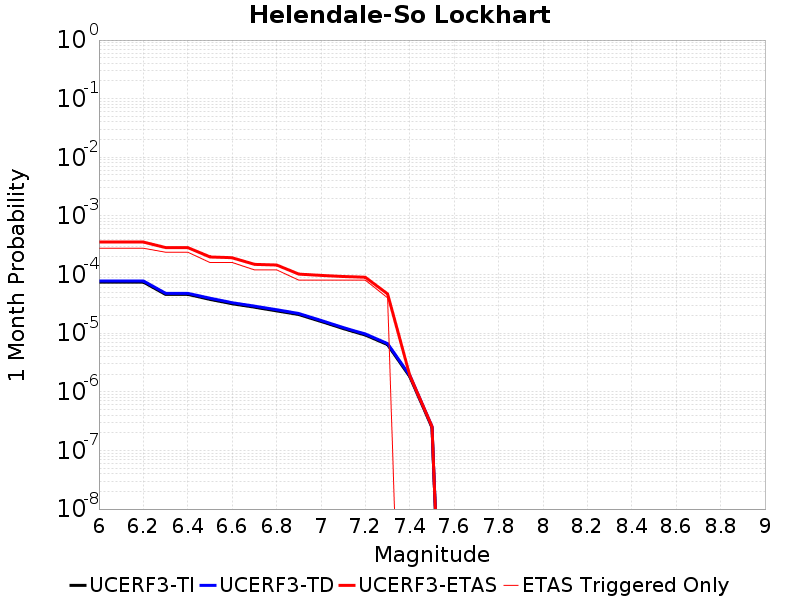 Helendale-So Lockhart
1 Month Probability
10^0
10^-1
10^-2
10^-3
10^-4
10^-5
10^-6
10^-7
10^-8
6 6.2 6.4 6.6 6.8 7 7.2 7.4 7.6 7.8 8 8.2 8.4 8.6 8.8 9
Magnitude
UCERF3-TI UCERF3-TD UCERF3-ETAS ETAS Triggered Only